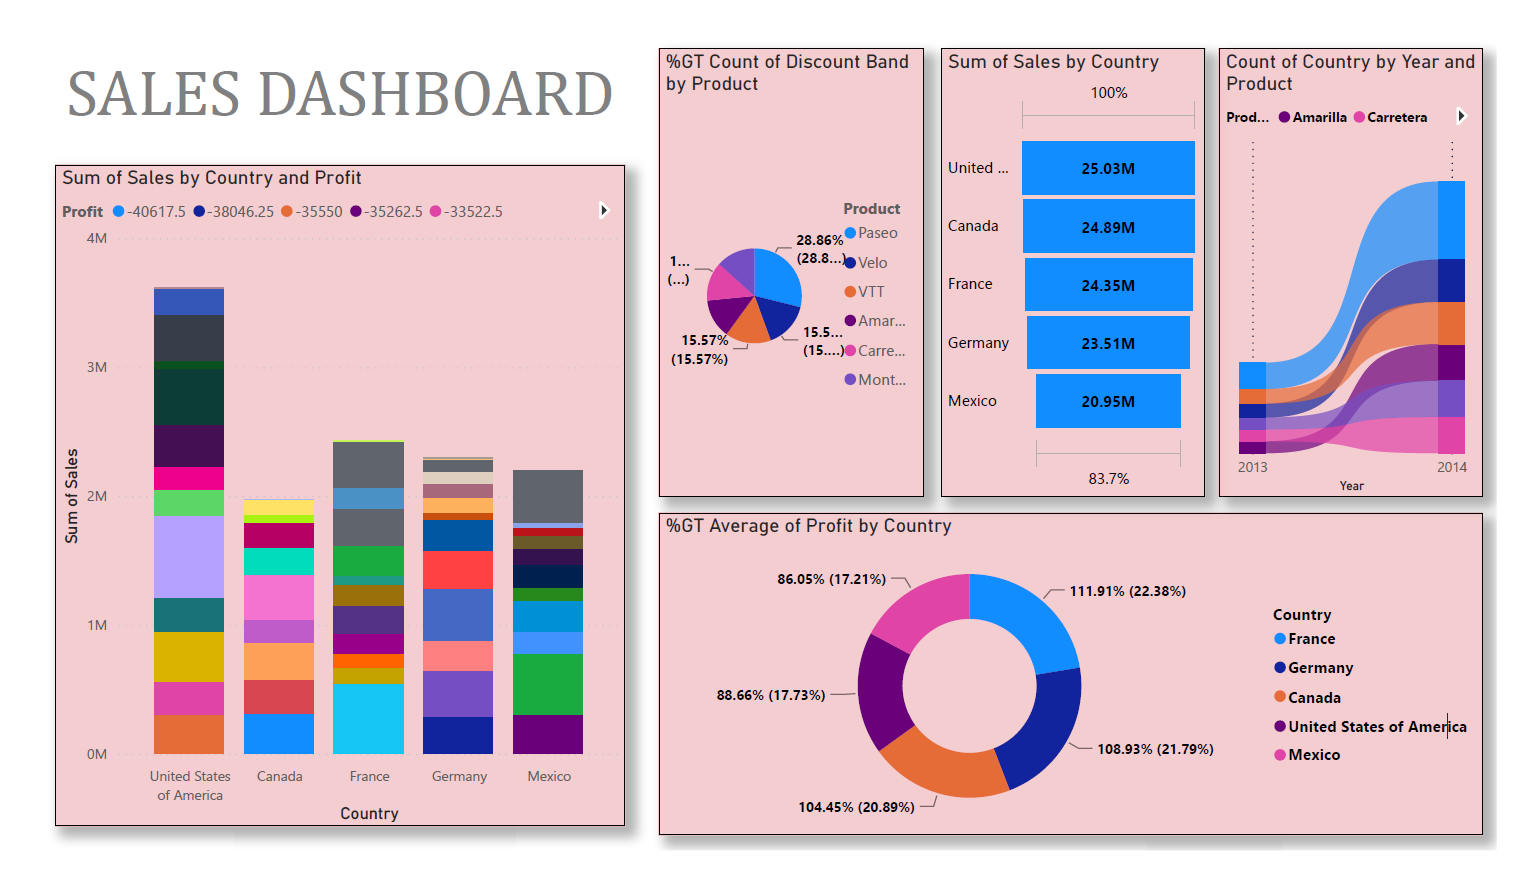 SALES DASHBOARD
Sum of Sales by Country and Profit
Profit -40617.5 -38046.25 -35550 -35262.5 -33522.5
4M
3M
2M
1M
0M
Sum of Sales
United States
of America
Canada
France
Germany
Mexico
Country
%GT Count of Discount Band
by Product
28.86%
(28.8...)
15.5...
(15....)
15.57%
(15.57%)
1...
(...)
Product
Paseo
Velo
VTT
Amar...
Carre...
Mont...
Sum of Sales by Country
100%
United ... 25.03M
Canada 24.89M
France 24.35M
Germany 23.51M
Mexico 20.95M
83.7%
Count of Country by Year and
Product
Prod... Amarilla Carretera
2013 2014
Year
%GT Average of Profit by Country
86.05% (17.21%)
111.91% (22.38%)
88.66% (17.73%)
108.93% (21.79%)
104.45% (20.89%)
Country
France
Germany
Canada
United States of America
Mexico